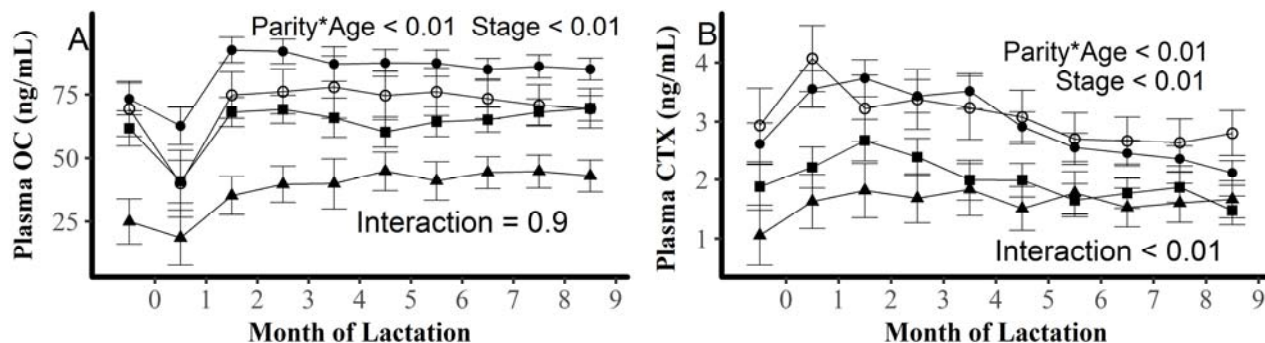 A
Parity*Age < 0.01 Stage < 0.01
Plasma OC (ng/mL)
75
50
25
Interaction = 0.9
0 1 2 3 4 5 6 7 8 9
Month of Lactation
B
Parity*Age < 0.01
Stage < 0.01
Plasma CTX (ng/mL)
4
3
2
1
Interaction < 0.01
0 1 2 3 4 5 6 7 8 9
Month of Lactation